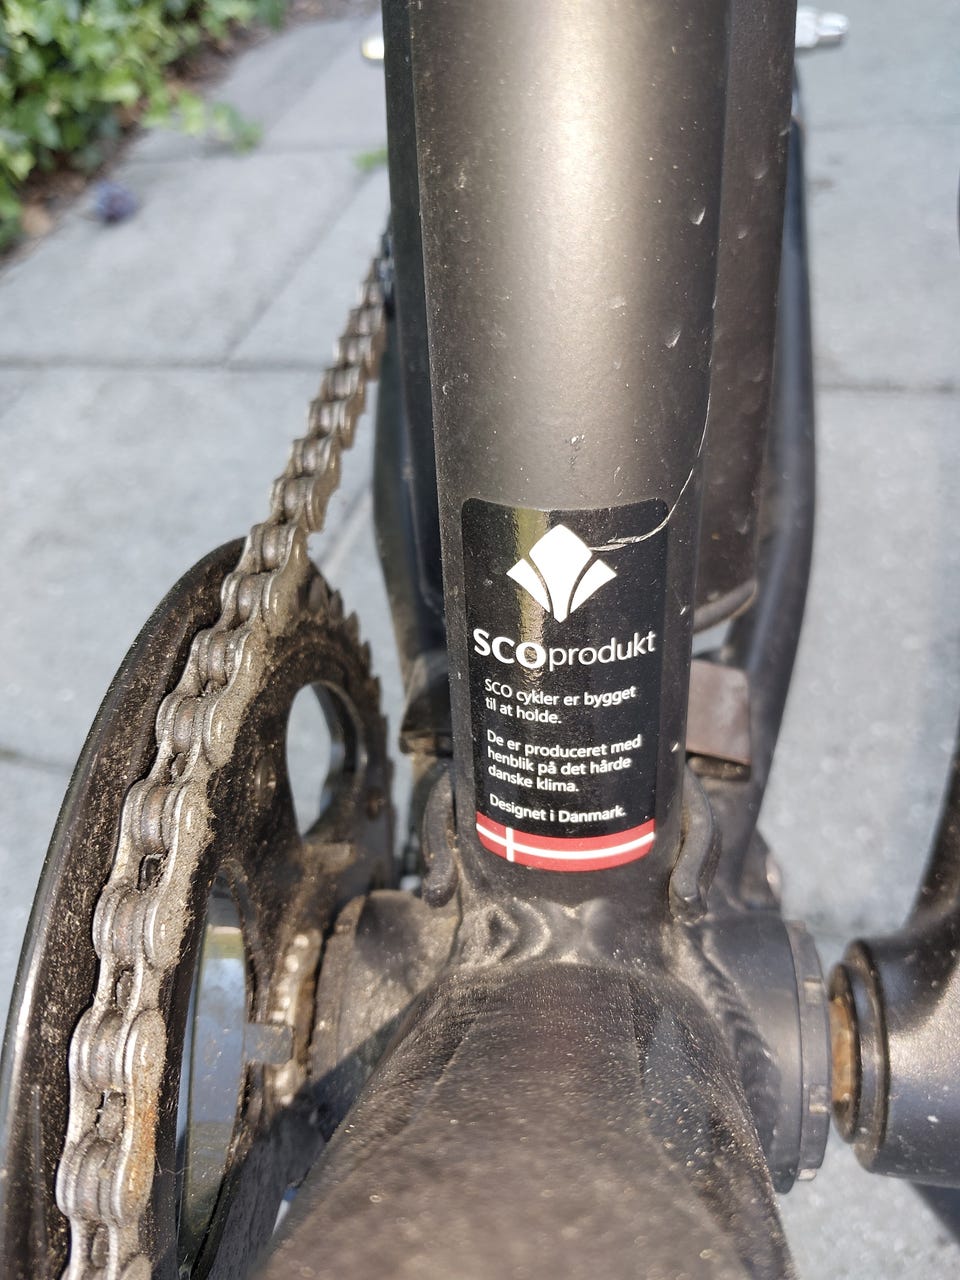 SCOprodukt
SCO cykler er bygget
til at holde.
De er produceret med
henblik på det hårde
danske klima.
Designet i Danmark.